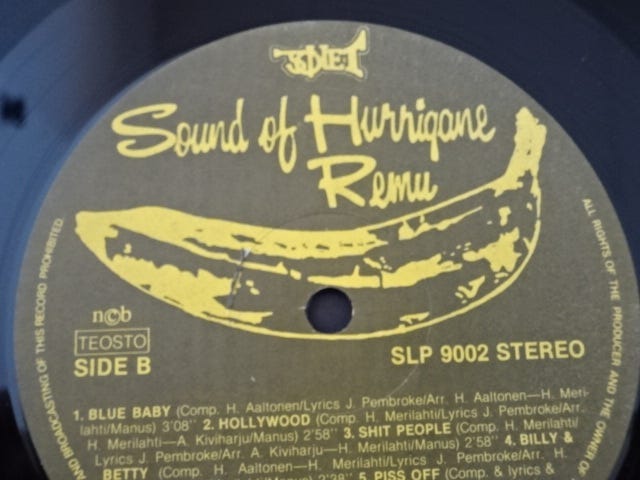 Sound of Hurriqane
Remu
ncb
TEOSTO
SIDE B
SLP 9002 STEREO
1. BLUE BABY (Comp. H. Aaltonen/Lyrics J. Pembroke/Arr. H. Aaltonen—H. Meri-
lahti/Manus) 3'08'' 2. HOLLYWOOD (Comp. H. Merilahti/Lyrics J. Pembroke/Arr.
H. Merilahti—A. Kiviharju/Manus) 2'58'' 3. SHIT PEOPLE (Comp. H. Merilahti/
Lyrics J. Pembroke/Arr. A. Kiviharju—H. Merilahti/Manus) 2'58'' 4. BILLY &
BETTY (Comp. H. Aaltonen—H. Merilahti/Lyrics J. Pembroke/Arr. H.
5. PISS OFF (Comp. & lyrics &
AND BROADCASTING OF THIS RECORD PROHIBITED
ALL RIGHTS OF THE PRODUCER AND THE OWNER OF